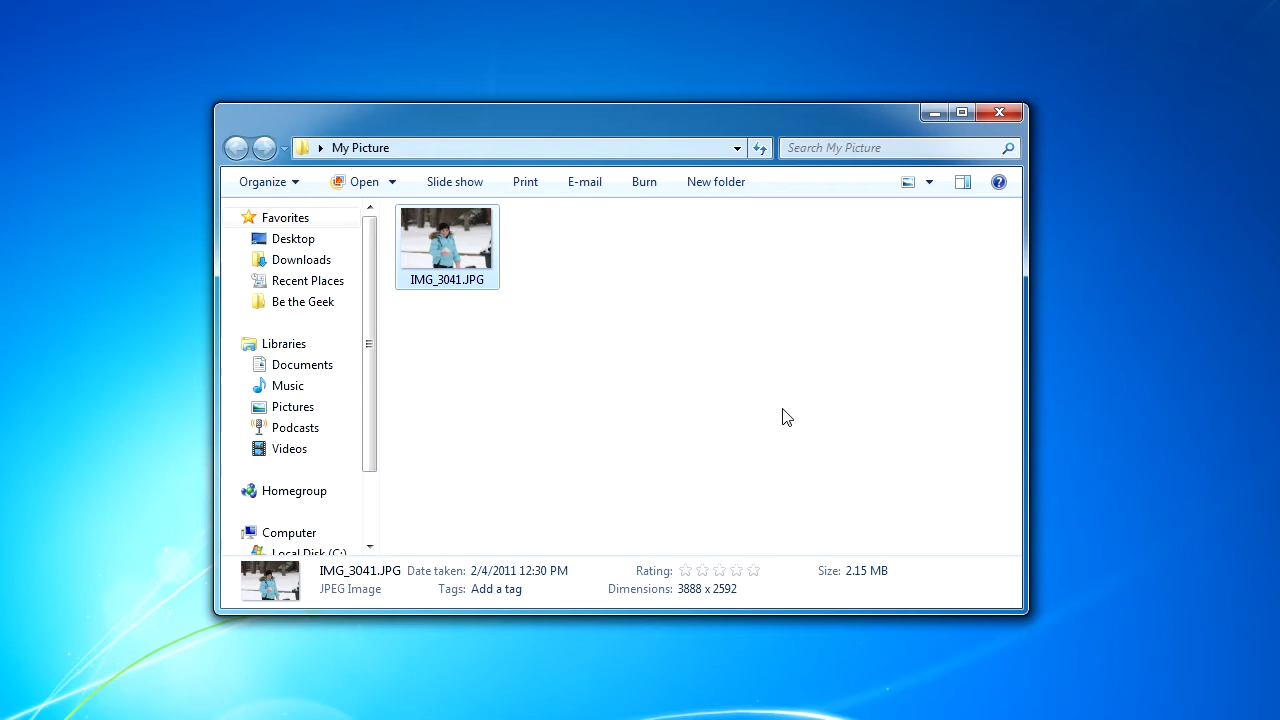 My Picture
Search My Picture
Organize Open Slide show Print E-mail Burn New folder
Favorites
Desktop
Downloads
Recent Places
Be the Geek
Libraries
Documents
Music
Pictures
Podcasts
Videos
Homegroup
Computer
Local Disk (C:)
IMG_3041.JPG
IMG_3041.JPG Date taken: 2/4/2011 12:30 PM Rating: Size: 2.15 MB
JPEG Image Tags: Add a tag Dimensions: 3888 x 2592